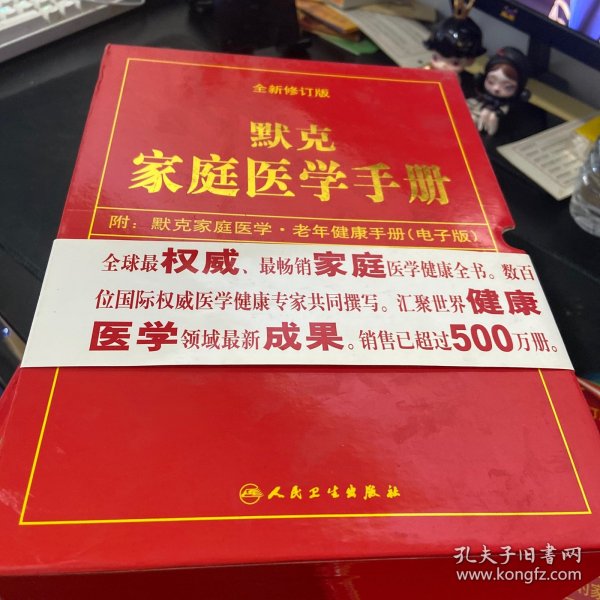 全新修订版
默克
家庭医学手册
附：默克家庭医学·老年健康手册(电子版)
全球最权威、最畅销家庭医学健康全书。数百
位国际权威医学健康专家共同撰写。汇聚世界健康
医学领域最新成果。销售已超过500万册。
人民卫生出版社
孔夫子旧书网
www.kongfz.com